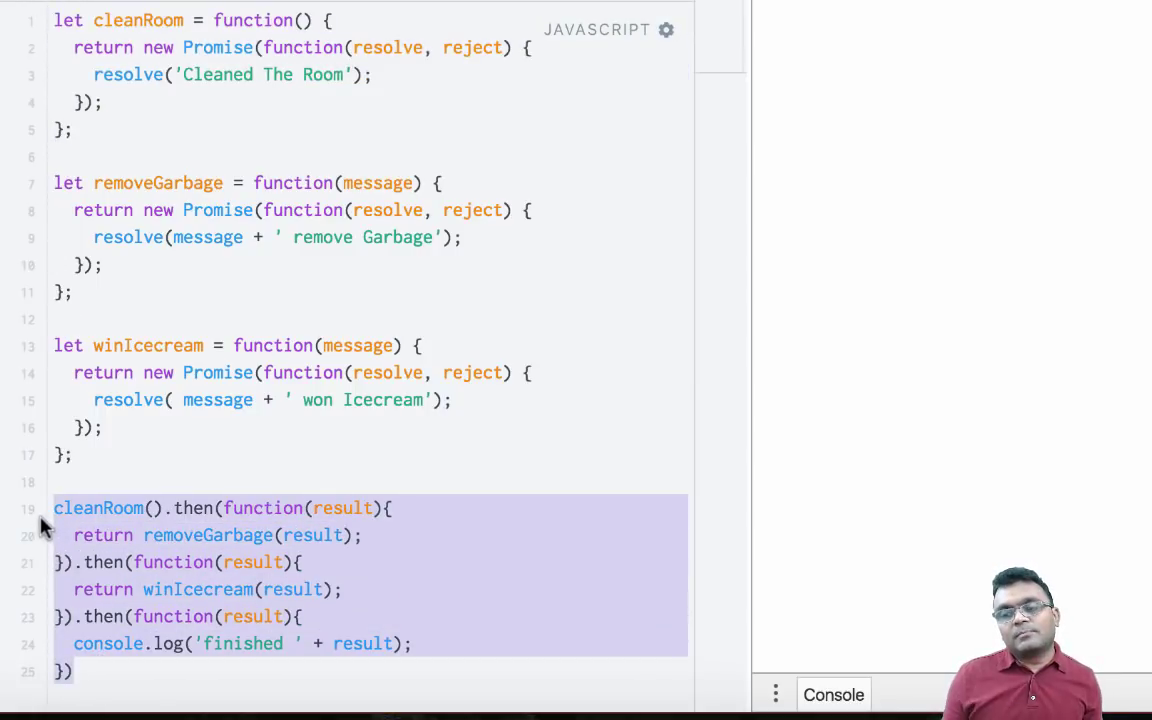 JAVASCRIPT
1 let cleanRoom = function() {
2 return new Promise(function(resolve, reject) {
3 resolve('Cleaned The Room');
4 });
5 };
6
7 let removeGarbage = function(message) {
8 return new Promise(function(resolve, reject) {
9 resolve(message + ' remove Garbage');
10 });
11 };
12
13 let winIcecream = function(message) {
14 return new Promise(function(resolve, reject) {
15 resolve( message + ' won Icecream');
16 });
17 };
18
19 cleanRoom().then(function(result){
20 return removeGarbage(result);
21 }).then(function(result){
22 return winIcecream(result);
23 }).then(function(result){
24 console.log('finished ' + result);
25 })
Console